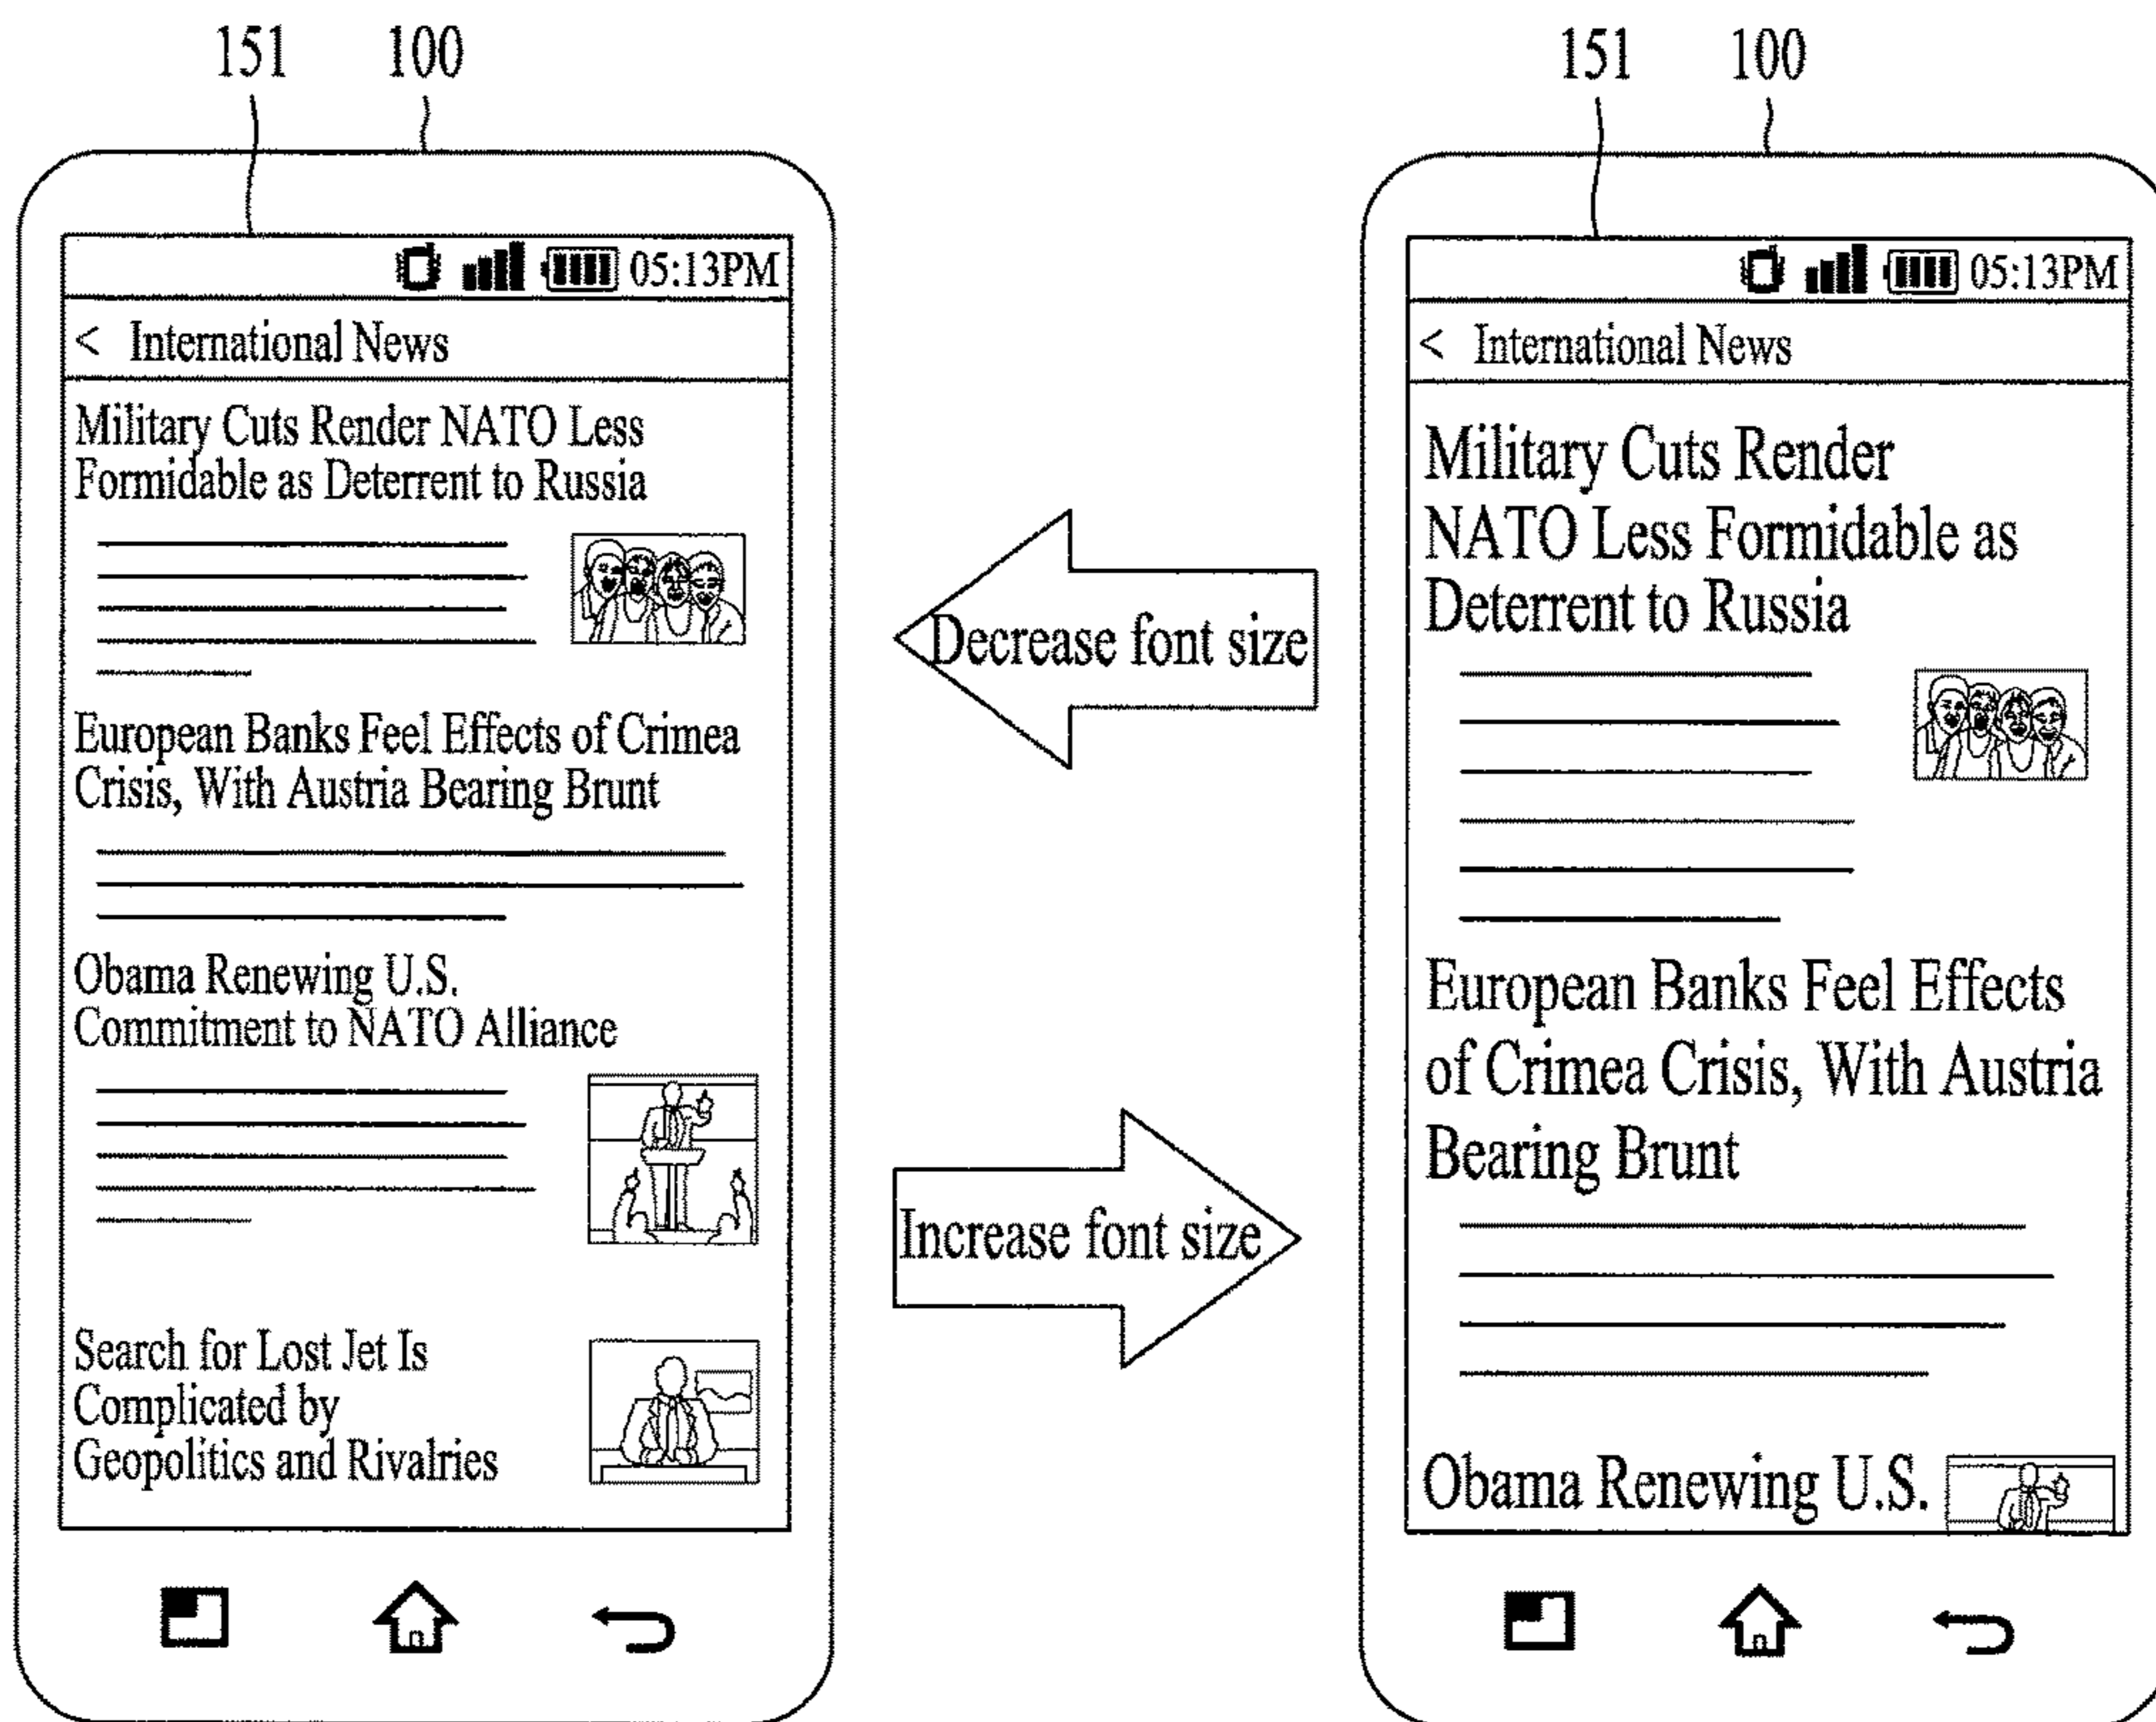 151 100
05:13PM
< International News
Military Cuts Render NATO Less
Formidable as Deterrent to Russia
European Banks Feel Effects of Crimea
Crisis, With Austria Bearing Brunt
Obama Renewing U.S.
Commitment to NATO Alliance
Search for Lost Jet Is
Complicated by
Geopolitics and Rivalries
Decrease font size
Increase font size
151 100
05:13PM
< International News
Military Cuts Render
NATO Less Formidable as
Deterrent to Russia
European Banks Feel Effects
of Crimea Crisis, With Austria
Bearing Brunt
Obama Renewing U.S.